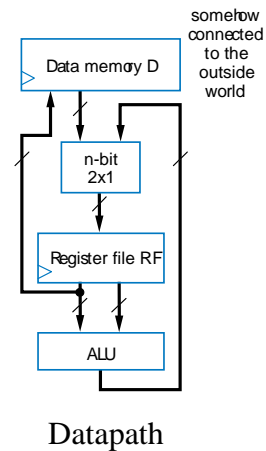 somehow
connected
to the
outside
world
Data memory D
n-bit
2x1
Register file RF
ALU
Datapath